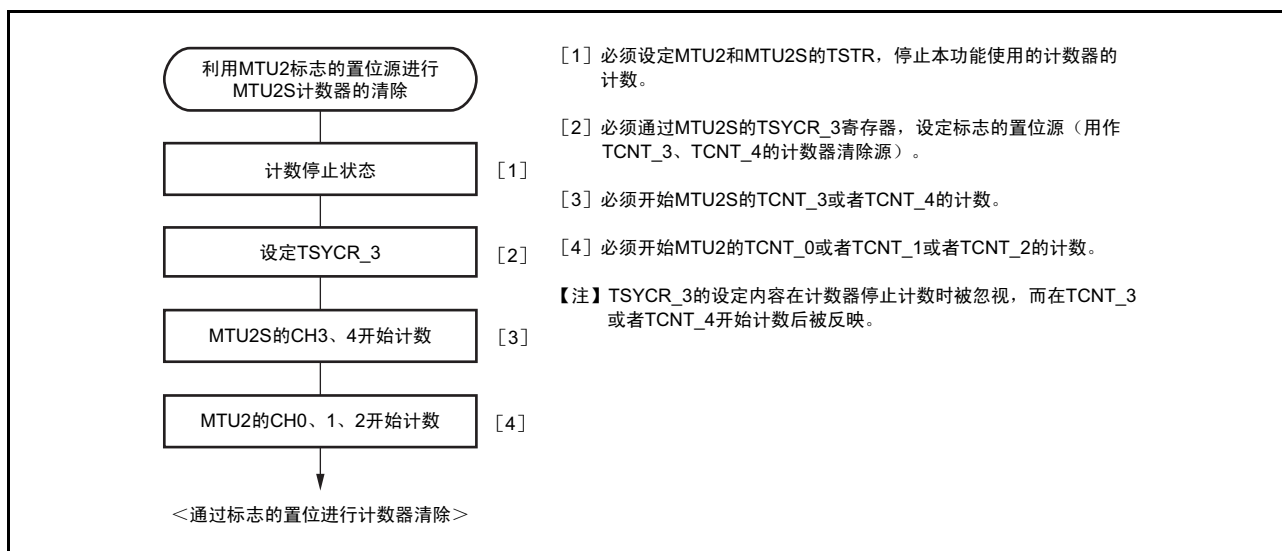 利用MTU2标志的置位源进行
MTU2S计数器的清除
计数停止状态
[1]
设定TSYCR_3
[2]
MTU2S的CH3、4开始计数
[3]
MTU2的CH0、1、2开始计数
[4]
<通过标志的置位进行计数器清除>
[1] 必须设定MTU2和MTU2S的TSTR，停止本功能使用的计数器的
计数。
[2] 必须通过MTU2S的TSYCR_3寄存器，设定标志的置位源（用作
TCNT_3、TCNT_4的计数器清除源）。
[3] 必须开始MTU2S的TCNT_3或者TCNT_4的计数。
[4] 必须开始MTU2的TCNT_0或者TCNT_1或者TCNT_2的计数。
【注】TSYCR_3的设定内容在计数器停止计数时被忽视，而在TCNT_3
或者TCNT_4开始计数后被反映。